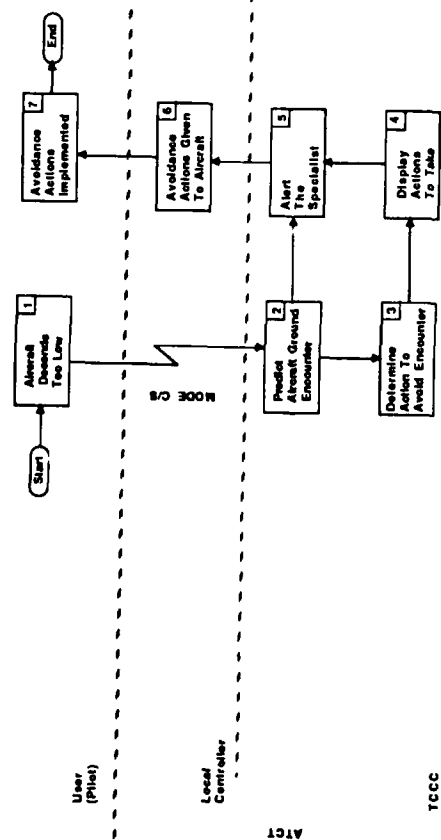 User
(Pilot)
Start
1
Aircraft
Decends
Too Low
7
Avoidance
Actions
Implemented
End
MODE C/S
ATCT
Local
Controller
6
Avoidance
Actions Given
To Aircraft
2
Predict
Aircraft Ground
Encounter
5
Alert
The
Specialist
TCCC
3
Determine
Action To
Avoid Encounter
4
Display
Actions
To Take